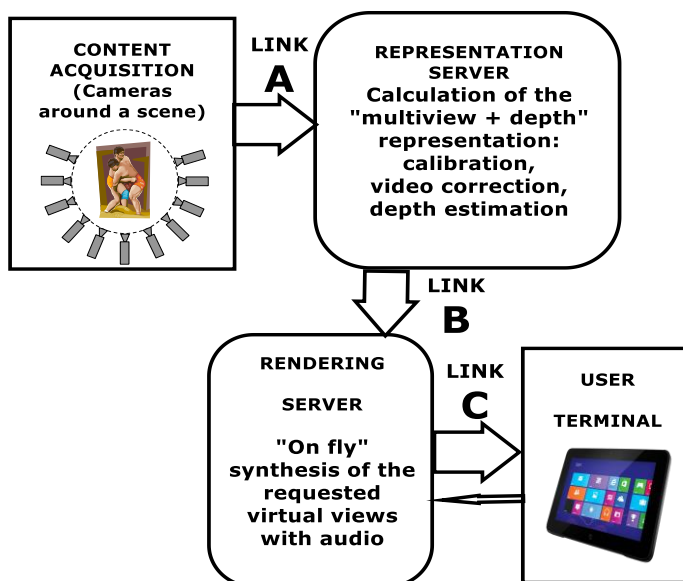 CONTENT
ACQUISITION
(Cameras
around a scene)
LINK
A
REPRESENTATION
SERVER
Calculation of the
"multiview + depth"
representation:
calibration,
video correction,
depth estimation
LINK
B
RENDERING
SERVER
"On fly"
synthesis of the
requested
virtual views
with audio
LINK
C
USER
TERMINAL